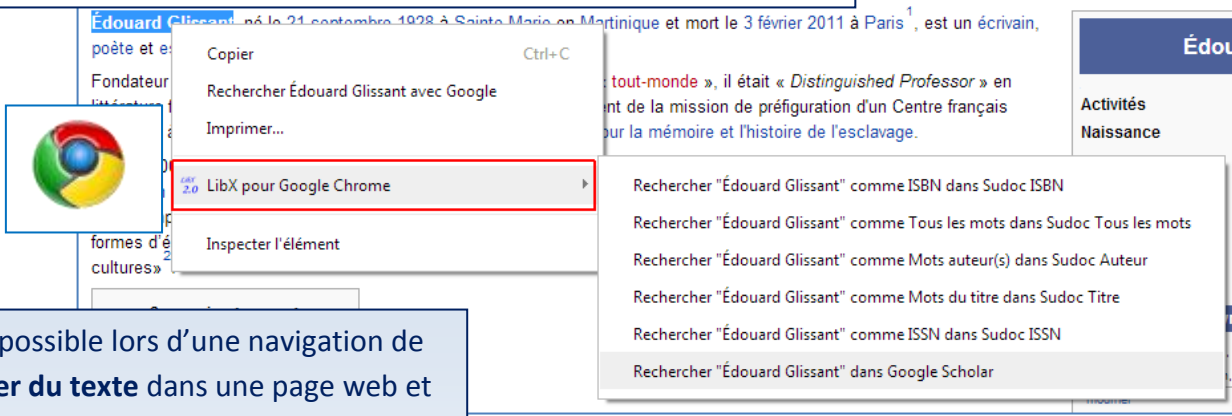 Édouard Glissant, né le 21 septembre 1928 à Sainte-Marie en Martinique et mort le 3 février 2011 à Paris 1, est un écrivain,
poète et es
Fondateur « tout-monde », il était « Distinguished Professor » en
littérature f nt de la mission de préfiguration d'un Centre français
our la mémoire et l'histoire de l'esclavage.
formes d'é
cultures» 2
Copier Ctrl+C
Rechercher Édouard Glissant avec Google
Imprimer...
LibX 2.0 LibX pour Google Chrome
Inspecter l'élément
Rechercher "Édouard Glissant" comme ISBN dans Sudoc ISBN
Rechercher "Édouard Glissant" comme Tous les mots dans Sudoc Tous les mots
Rechercher "Édouard Glissant" comme Mots auteur(s) dans Sudoc Auteur
Rechercher "Édouard Glissant" comme Mots du titre dans Sudoc Titre
Rechercher "Édouard Glissant" comme ISSN dans Sudoc ISSN
Rechercher "Édouard Glissant" dans Google Scholar
Édou
Activités
Naissance
modifier
possible lors d'une navigation de
er du texte dans une page web et